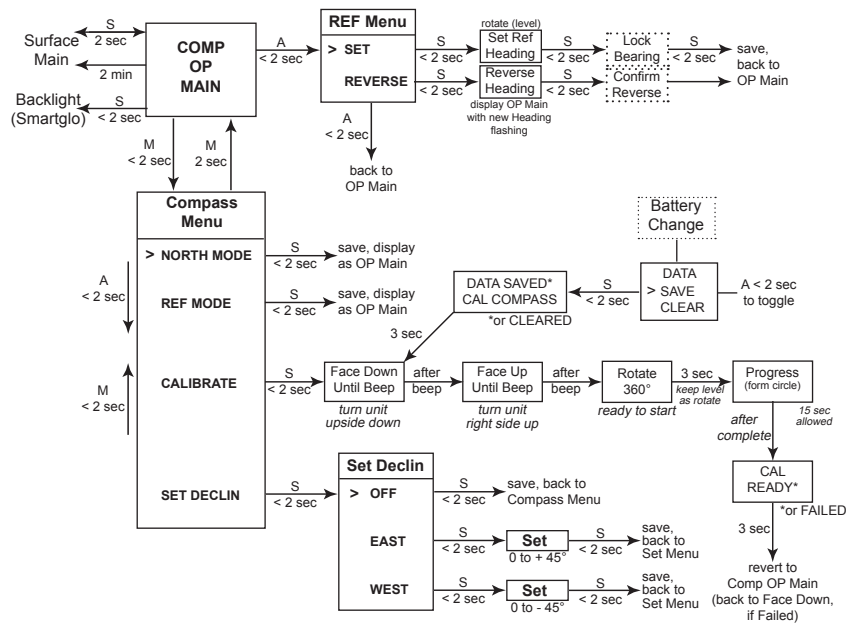 Surface
Main
S
2 sec
2 min
Backlight
(Smartglo)
S
< 2 sec
COMP
OP
MAIN
A
< 2 sec
REF Menu
> SET
REVERSE
S
< 2 sec
rotate (level)
Set Ref
Heading
S
< 2 sec
Lock
Bearing
S
< 2 sec
save,
back to
OP Main
S
< 2 sec
Reverse
Heading
display OP Main
with new Heading
flashing
S
< 2 sec
Confirm
Reverse
A
< 2 sec
back to
OP Main
M
< 2 sec
M
2 sec
Compass
Menu
> NORTH MODE
S
< 2 sec
save, display
as OP Main
A
< 2 sec
REF MODE
S
< 2 sec
save, display
as OP Main
Battery
Change
DATA
> SAVE
CLEAR
A < 2 sec
to toggle
S
< 2 sec
DATA SAVED*
CAL COMPASS
*or CLEARED
3 sec
M
< 2 sec
CALIBRATE
S
< 2 sec
Face Down
Until Beep
turn unit
upside down
after
beep
Face Up
Until Beep
turn unit
right side up
after
beep
Rotate
360°
ready to start
3 sec
keep level
as rotate
Progress
(form circle)
15 sec
allowed
after
complete
CAL
READY*
*or FAILED
3 sec
revert to
Comp OP Main
(back to Face Down,
if Failed)
SET DECLIN
S
< 2 sec
Set Declin
> OFF
S
< 2 sec
save, back to
Compass Menu
EAST
S
< 2 sec
Set
0 to + 45°
S
< 2 sec
save,
back to
Set Menu
WEST
S
< 2 sec
Set
0 to - 45°
S
< 2 sec
save,
back to
Set Menu